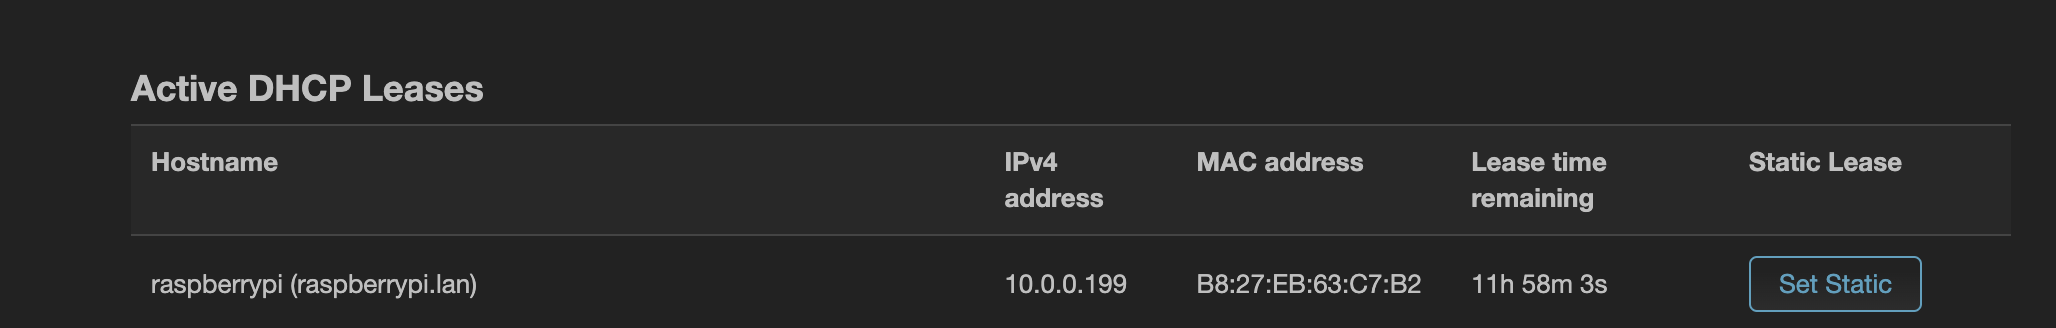 Active DHCP Leases
Hostname
IPv4 address
MAC address
Lease time remaining
Static Lease
raspberrypi (raspberrypi.lan)
10.0.0.199
B8:27:EB:63:C7:B2
11h 58m 3s
Set Static